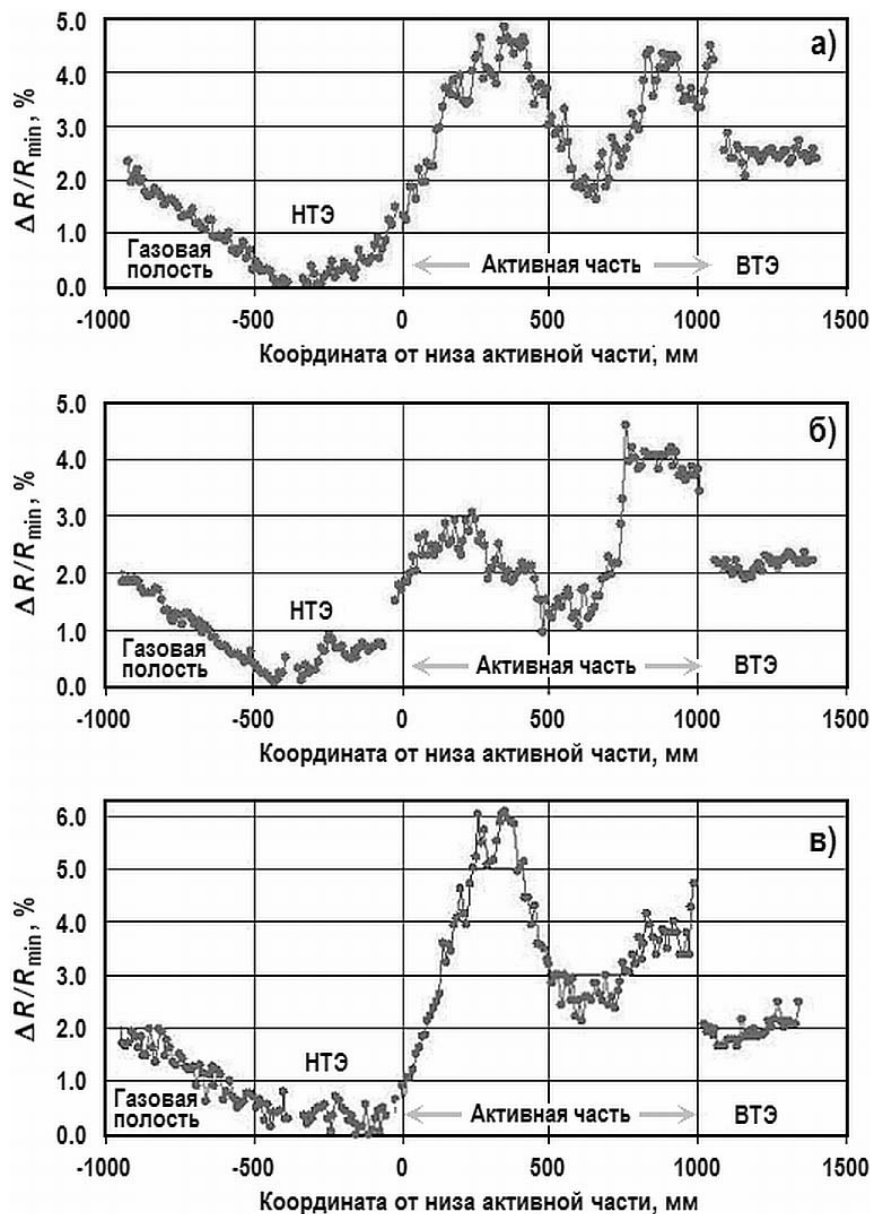 5.0
а)
4.0
3.0
ΔR/Rmin, %
2.0
НТЭ
1.0
Газовая
полость
Активная часть
ВТЭ
0.0
-1000 -500 0 500 1000 1500
Координата от низа активной части, мм
5.0
б)
4.0
3.0
ΔR/Rmin, %
2.0
НТЭ
1.0
Газовая
полость
Активная часть
ВТЭ
0.0
-1000 -500 0 500 1000 1500
Координата от низа активной части, мм
6.0
в)
5.0
4.0
ΔR/Rmin, %
3.0
2.0
НТЭ
1.0
Газовая
полость
Активная часть
ВТЭ
0.0
-1000 -500 0 500 1000 1500
Координата от низа активной части, мм